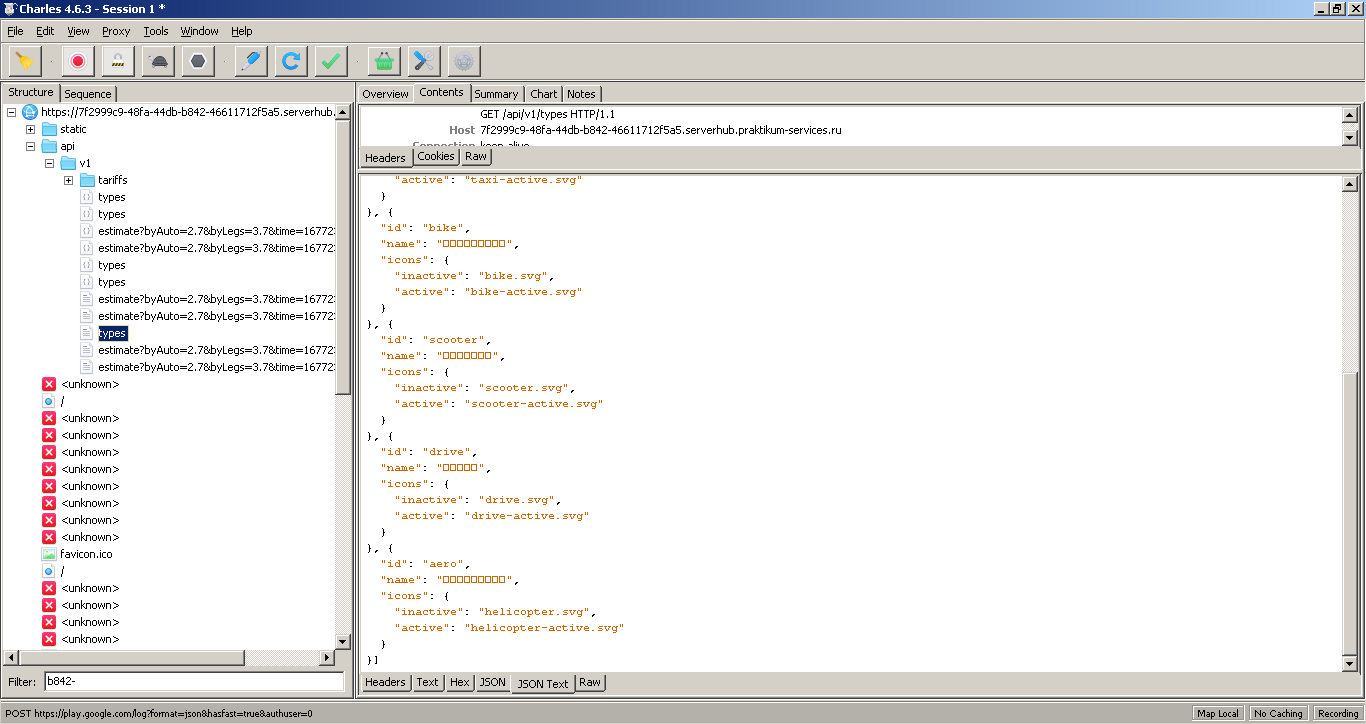 Charles 4.6.3 - Session 1 *
File Edit View Proxy Tools Window Help
Structure Sequence
https://7f2999c9-48fa-44db-b842-46611712f5a5.serverhub.
static
api
v1
tariffs
types
types
estimate?byAuto=2.7&byLegs=3.7&time=16772
estimate?byAuto=2.7&byLegs=3.7&time=16772
types
types
estimate?byAuto=2.7&byLegs=3.7&time=16772
estimate?byAuto=2.7&byLegs=3.7&time=16772
types
estimate?byAuto=2.7&byLegs=3.7&time=16772
estimate?byAuto=2.7&byLegs=3.7&time=16772
<unknown>
/
<unknown>
<unknown>
<unknown>
<unknown>
<unknown>
<unknown>
<unknown>
<unknown>
favicon.ico
/
<unknown>
<unknown>
<unknown>
<unknown>
Filter: b842-
Overview Contents Summary Chart Notes
GET /api/v1/types HTTP/1.1
Host 7f2999c9-48fa-44db-b842-46611712f5a5.serverhub.praktikum-services.ru
Connection keep-alive
Headers Cookies Raw
"active": "taxi-active.svg"
}
}, {
"id": "bike",
"name": "□□□□□□□□□",
"icons": {
"inactive": "bike.svg",
"active": "bike-active.svg"
}
}, {
"id": "scooter",
"name": "□□□□□□□",
"icons": {
"inactive": "scooter.svg",
"active": "scooter-active.svg"
}
}, {
"id": "drive",
"name": "□□□□□",
"icons": {
"inactive": "drive.svg",
"active": "drive-active.svg"
}
}, {
"id": "aero",
"name": "□□□□□□□□□",
"icons": {
"inactive": "helicopter.svg",
"active": "helicopter-active.svg"
}
}]
Headers Text Hex JSON JSON Text Raw
POST https://play.google.com/log?format=json&hasfast=true&authuser=0
Map Local No Caching Recording